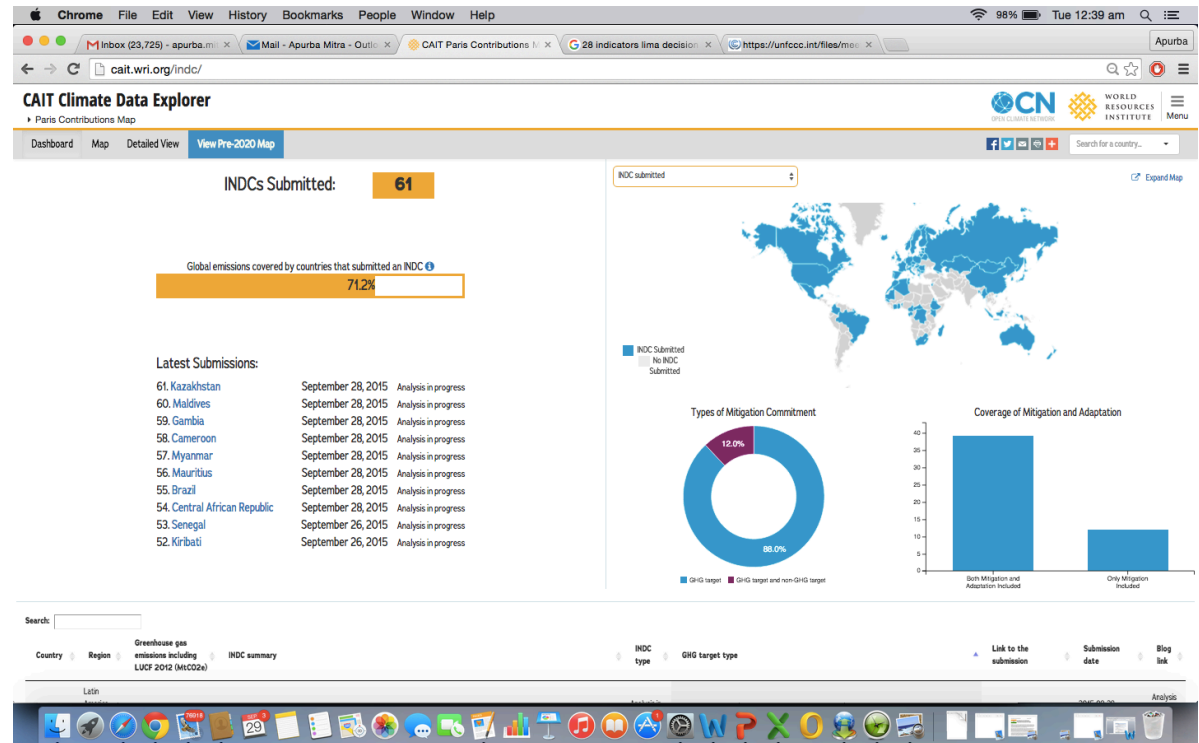 Chrome File Edit View History Bookmarks People Window Help 98% Tue 12:39 am
Inbox (23,725) - apurba.mi × Mail - Apurba Mitra - Outlo × CAIT Paris Contributions M × 28 indicators lima decision × https://unfccc.int/files/mee × Apurba
cait.wri.org/indc/
CAIT Climate Data Explorer
Paris Contributions Map
OCN
OPEN CLIMATE NETWORK
WORLD
RESOURCES
INSTITUTE
Menu
Dashboard Map Detailed View View Pre-2020 Map Search for a country...
INDCs Submitted: 61
Global emissions covered by countries that submitted an INDC
71.2%
Latest Submissions:
61. Kazakhstan September 28, 2015 Analysis in progress
60. Maldives September 28, 2015 Analysis in progress
59. Gambia September 28, 2015 Analysis in progress
58. Cameroon September 28, 2015 Analysis in progress
57. Myanmar September 28, 2015 Analysis in progress
56. Mauritius September 28, 2015 Analysis in progress
55. Brazil September 28, 2015 Analysis in progress
54. Central African Republic September 28, 2015 Analysis in progress
53. Senegal September 26, 2015 Analysis in progress
52. Kiribati September 26, 2015 Analysis in progress
INDC submitted
Expand Map
INDC Submitted
No INDC
Submitted
Types of Mitigation Commitment
12.0%
88.0%
GHG target GHG target and non-GHG target
Coverage of Mitigation and Adaptation
40
35
30
25
20
15
10
5
0
Both Mitigation and
Adaptation Included
Only Mitigation
Included
Search:
Country
Region
Greenhouse gas
emissions including
LUCF 2012 (MtCO2e)
INDC summary
INDC
type
GHG target type
Link to the
submission
Submission
date
Blog
link
Latin
Analysis
76019
SEP 3
29